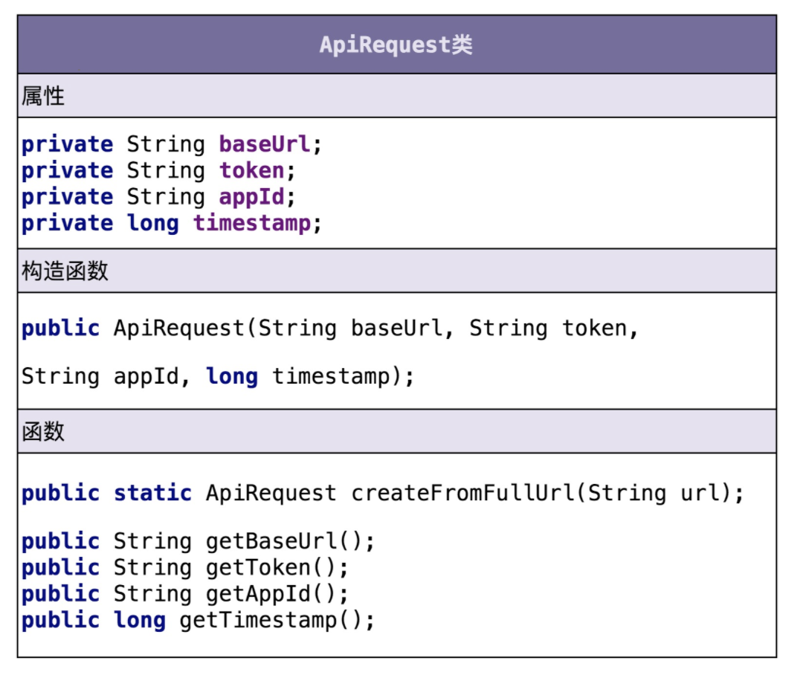 ApiRequest类
属性
private String baseUrl;
private String token;
private String appId;
private long timestamp;
构造函数
public ApiRequest(String baseUrl, String token,
String appId, long timestamp);
函数
public static ApiRequest createFromFullUrl(String url);
public String getBaseUrl();
public String getToken();
public String getAppId();
public long getTimestamp();